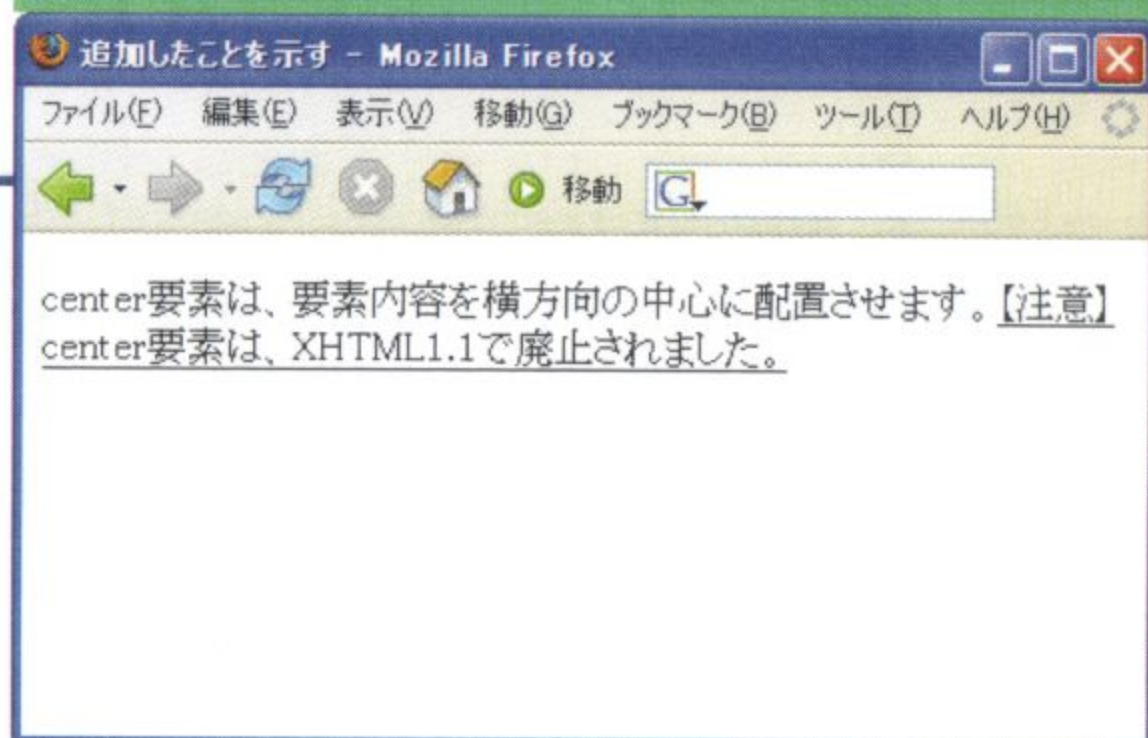 追加したことを示す - Mozilla Firefox
ファイル(F) 編集(E) 表示(V) 移動(G) ブックマーク(B) ツール(T) ヘルプ(H)
移動 G
center要素は、要素内容を横方向の中心に配置させます。【注意】
center要素は、XHTML1.1で廃止されました。